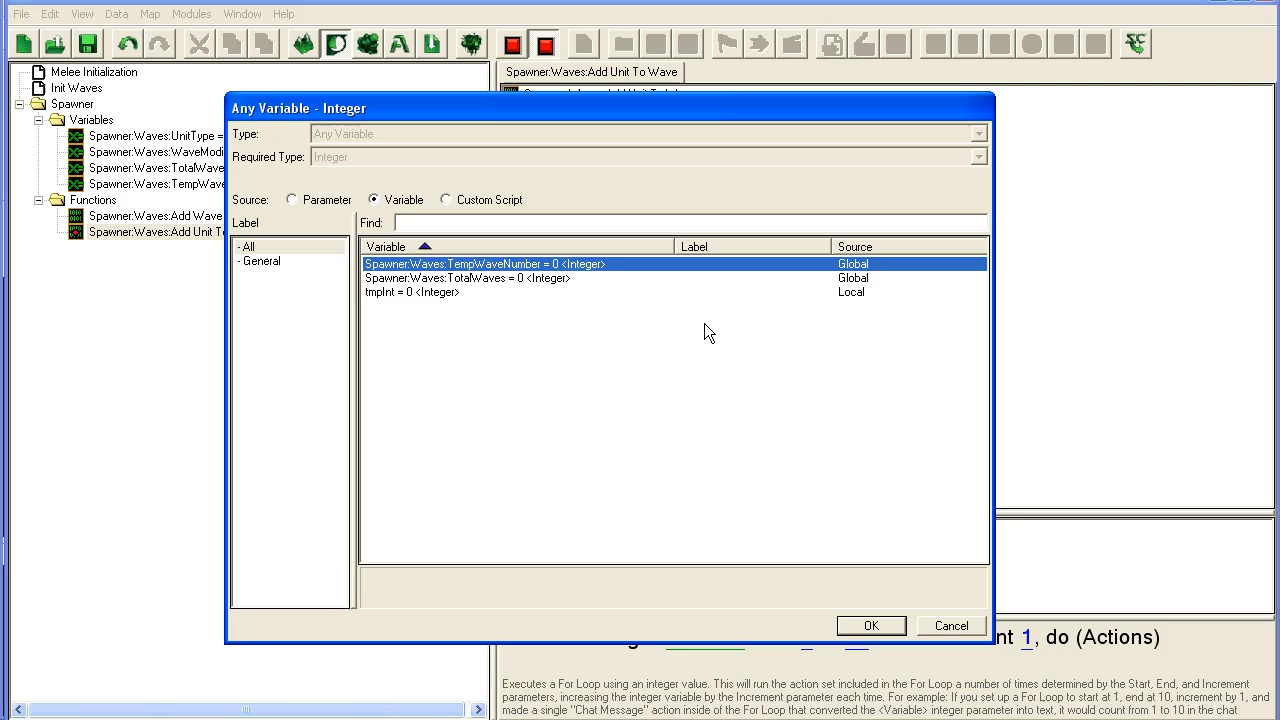 File Edit View Data Map Modules Window Help
Melee Initialization
Init Waves
Spawner
Variables
Spawner:Waves:UnitType =
Spawner:Waves:WaveModi
Spawner:Waves:TotalWave
Spawner:Waves:TempWave
Functions
Spawner:Waves:Add Wave
Spawner:Waves:Add Unit T
Spawner:Waves:Add Unit To Wave
Any Variable - Integer
Type: Any Variable
Required Type: Integer
Source: Parameter Variable Custom Script
Label Find:
- All
- General
Variable Label Source
Spawner:Waves:TempWaveNumber = 0 <Integer> Global
Spawner:Waves:TotalWaves = 0 <Integer> Global
tmpInt = 0 <Integer> Local
OK Cancel
nt 1, do (Actions)
Executes a For Loop using an integer value. This will run the action set included in the For Loop a number of times determined by the Start, End, and Increment
parameters, increasing the integer variable by the Increment parameter each time. For example: If you set up a For Loop to start at 1, end at 10, increment by 1, and
made a single "Chat Message" action inside of the For Loop that converted the <Variable> integer parameter into text, it would count from 1 to 10 in the chat